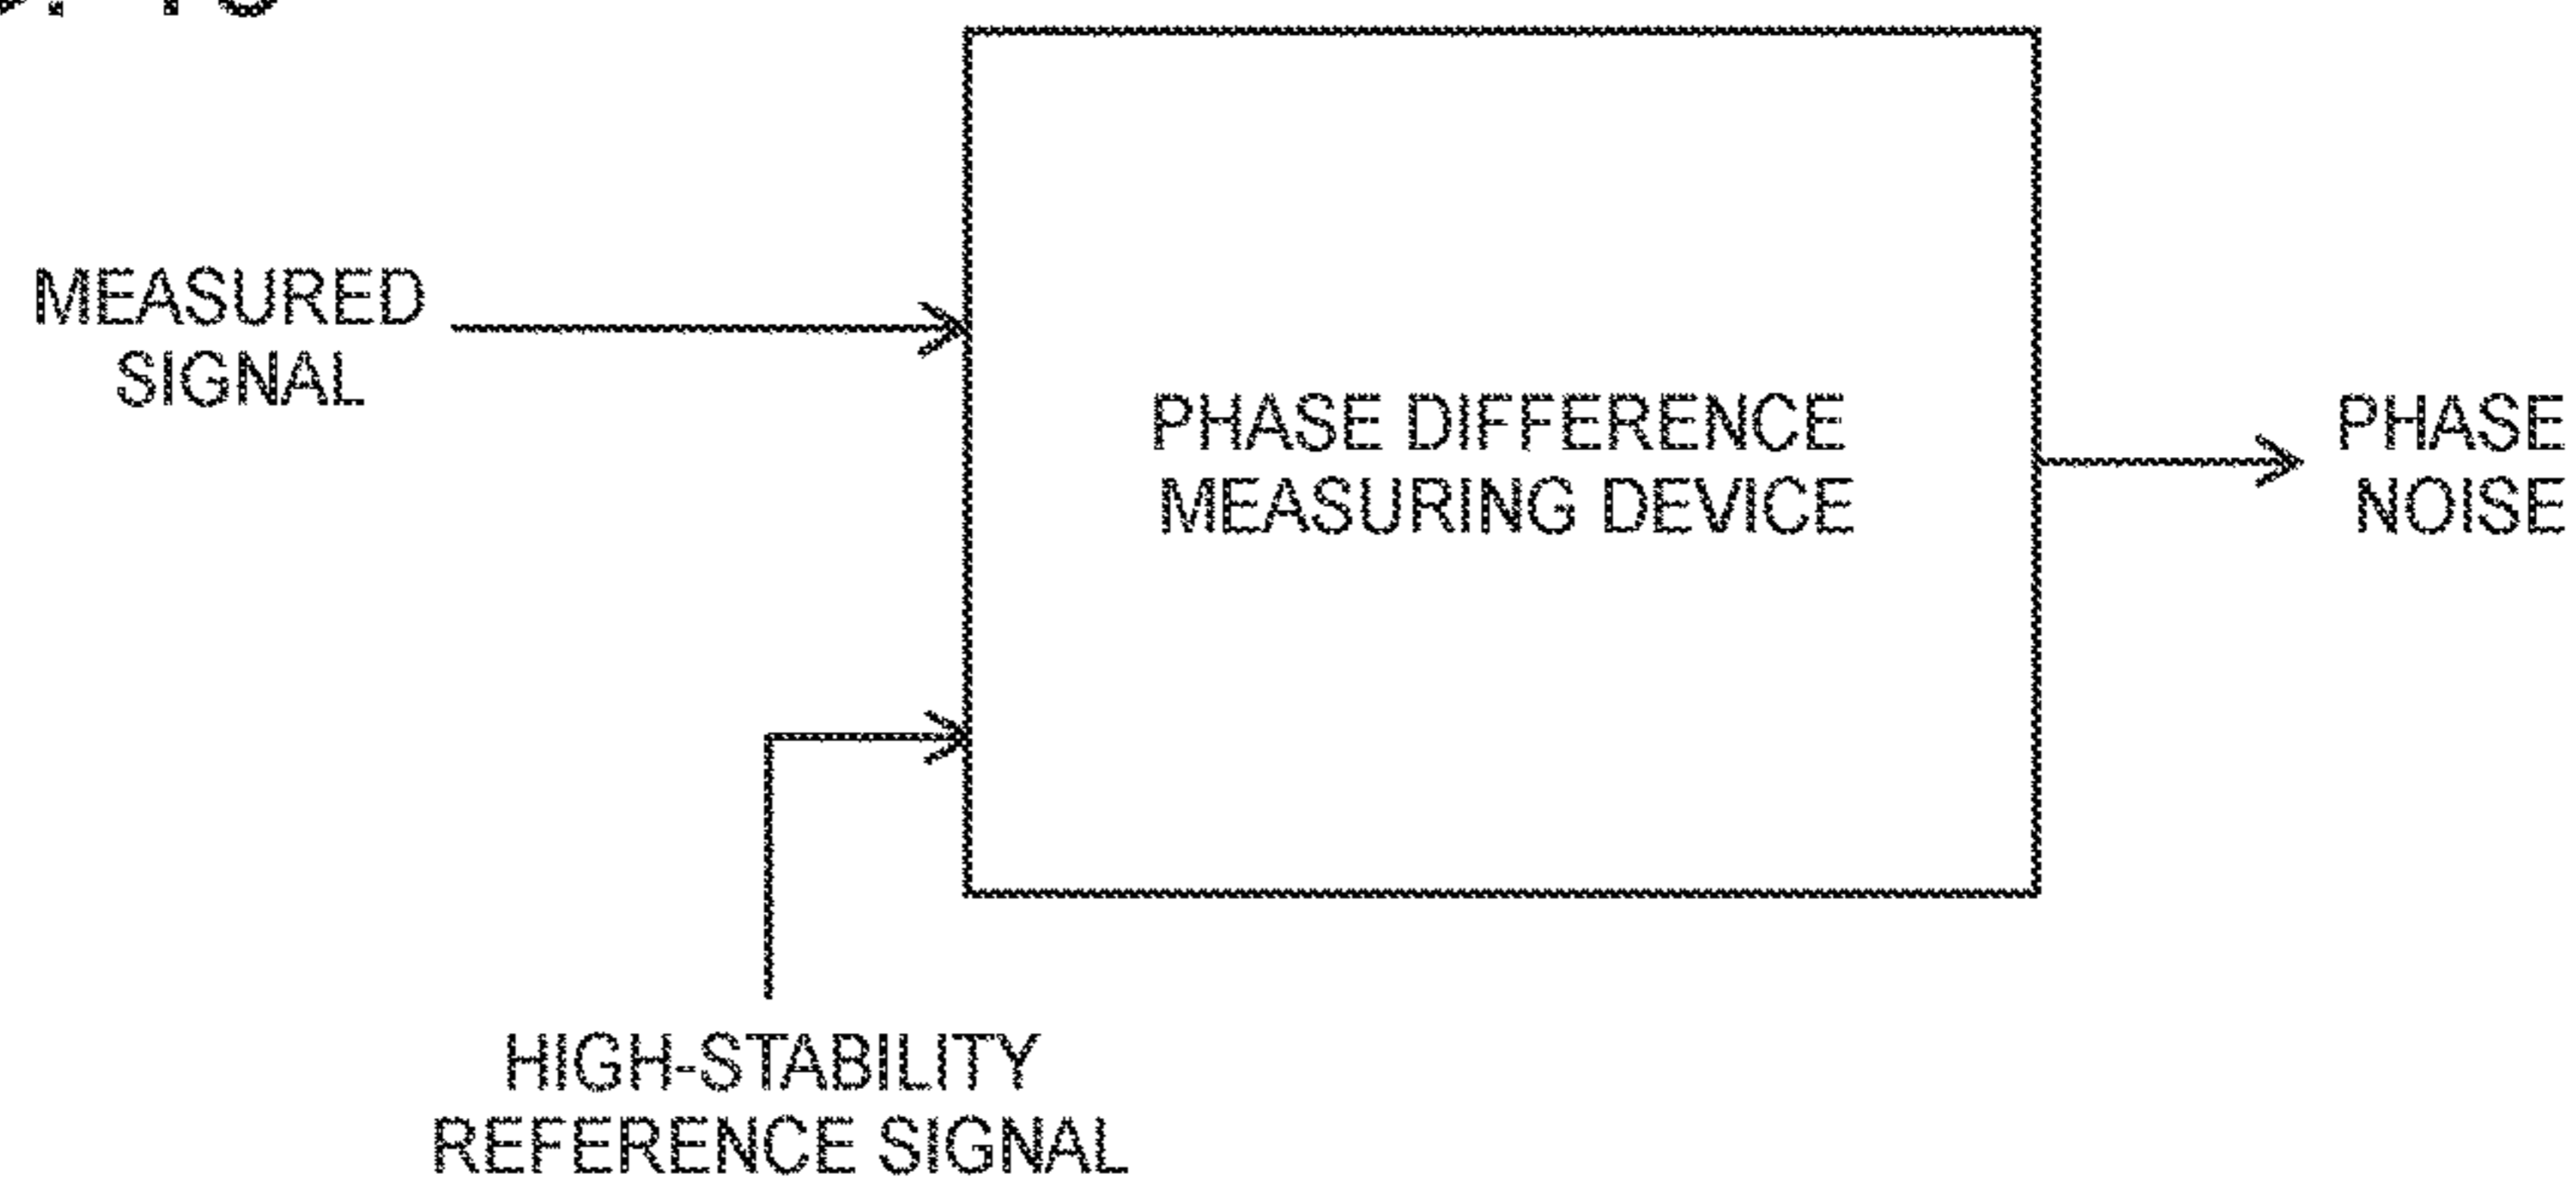 MEASURED
SIGNAL
PHASE DIFFERENCE
MEASURING DEVICE
PHASE
NOISE
HIGH-STABILITY
REFERENCE SIGNAL